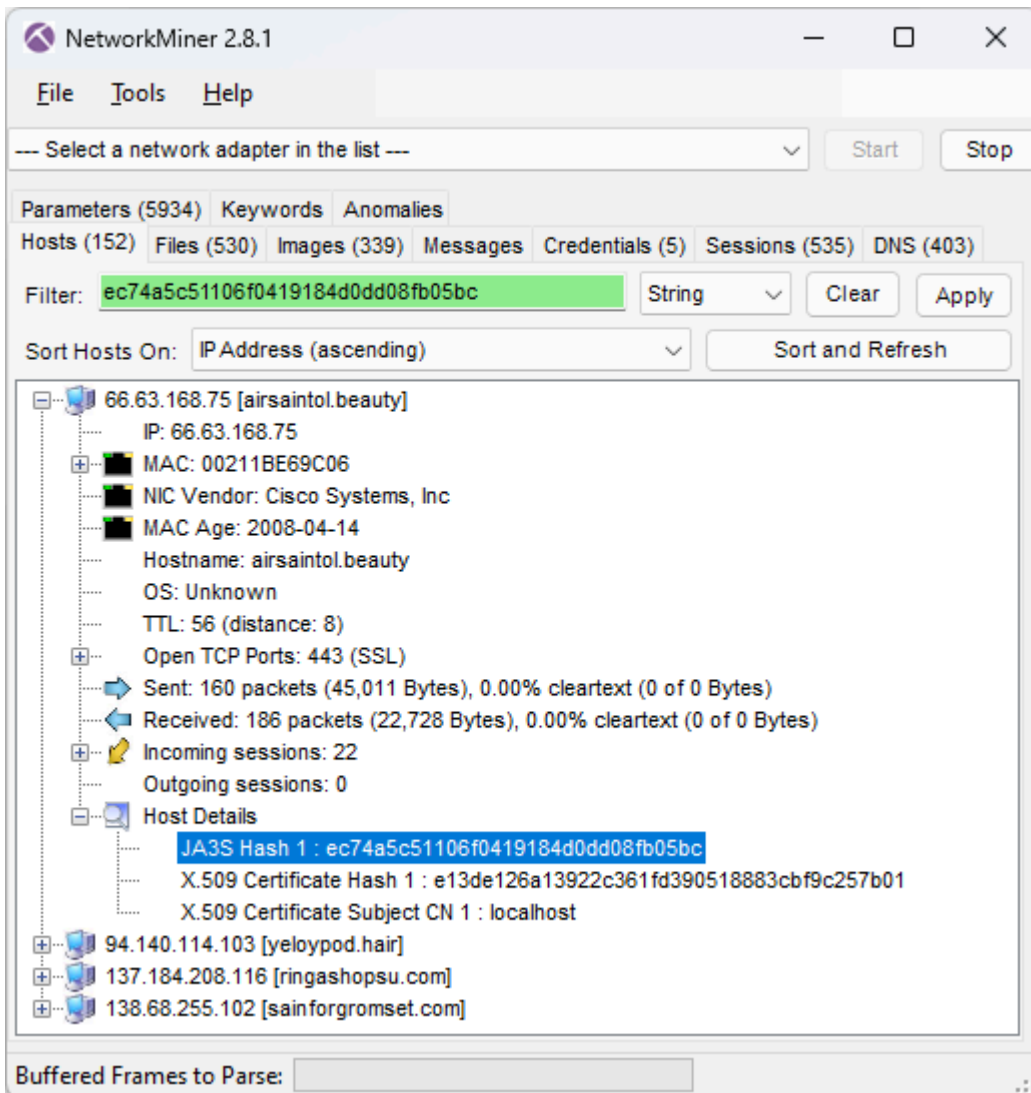 NetworkMiner 2.8.1
File Tools Help
--- Select a network adapter in the list --- Start Stop
Parameters (5934) Keywords Anomalies
Hosts (152) Files (530) Images (339) Messages Credentials (5) Sessions (535) DNS (403)
Filter: ec74a5c51106f0419184d0dd08fb05bc String Clear Apply
Sort Hosts On: IP Address (ascending) Sort and Refresh
66.63.168.75 [airsaintol.beauty]
IP: 66.63.168.75
MAC: 00211BE69C06
NIC Vendor: Cisco Systems, Inc
MAC Age: 2008-04-14
Hostname: airsaintol.beauty
OS: Unknown
TTL: 56 (distance: 8)
Open TCP Ports: 443 (SSL)
Sent: 160 packets (45,011 Bytes), 0.00% cleartext (0 of 0 Bytes)
Received: 186 packets (22,728 Bytes), 0.00% cleartext (0 of 0 Bytes)
Incoming sessions: 22
Outgoing sessions: 0
Host Details
JA3S Hash 1 : ec74a5c51106f0419184d0dd08fb05bc
X.509 Certificate Hash 1 : e13de126a13922c361fd390518883cbf9c257b01
X.509 Certificate Subject CN 1 : localhost
94.140.114.103 [yeloypod.hair]
137.184.208.116 [ringashopsu.com]
138.68.255.102 [sainforgromset.com]
Buffered Frames to Parse: